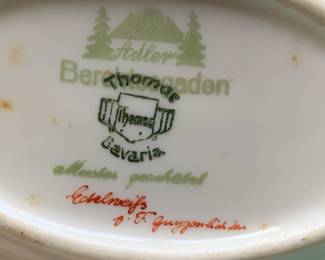 Adler
Berchtesgaden
Thomas
Thomas
Bavaria
Muster geschützt
Edelweiß